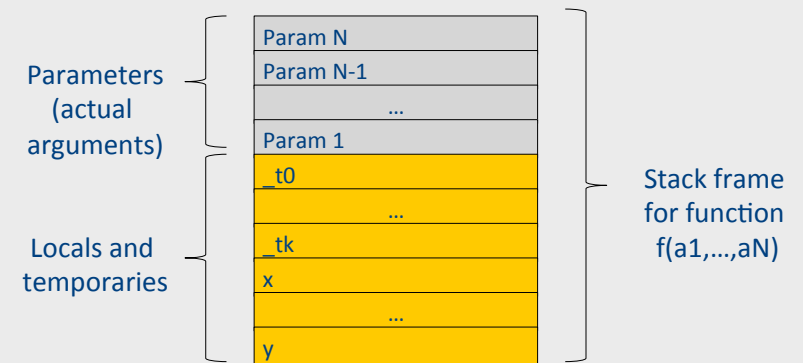 Parameters
(actual
arguments)
Locals and
temporaries
Param N
Param N-1
...
Param 1
_t0
...
_tk
x
...
y
Stack frame
for function
f(a1,...,aN)